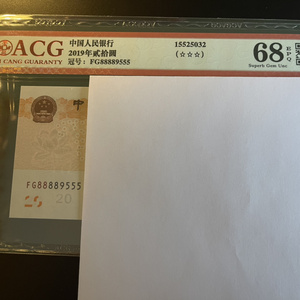 ACG
CANG GUARANTY
中国人民银行
2019年贰拾圆
冠号: FG88889555
15525032
(☆☆☆)
68 EPQ
Superb Gem Unc
中
FG88889555
20